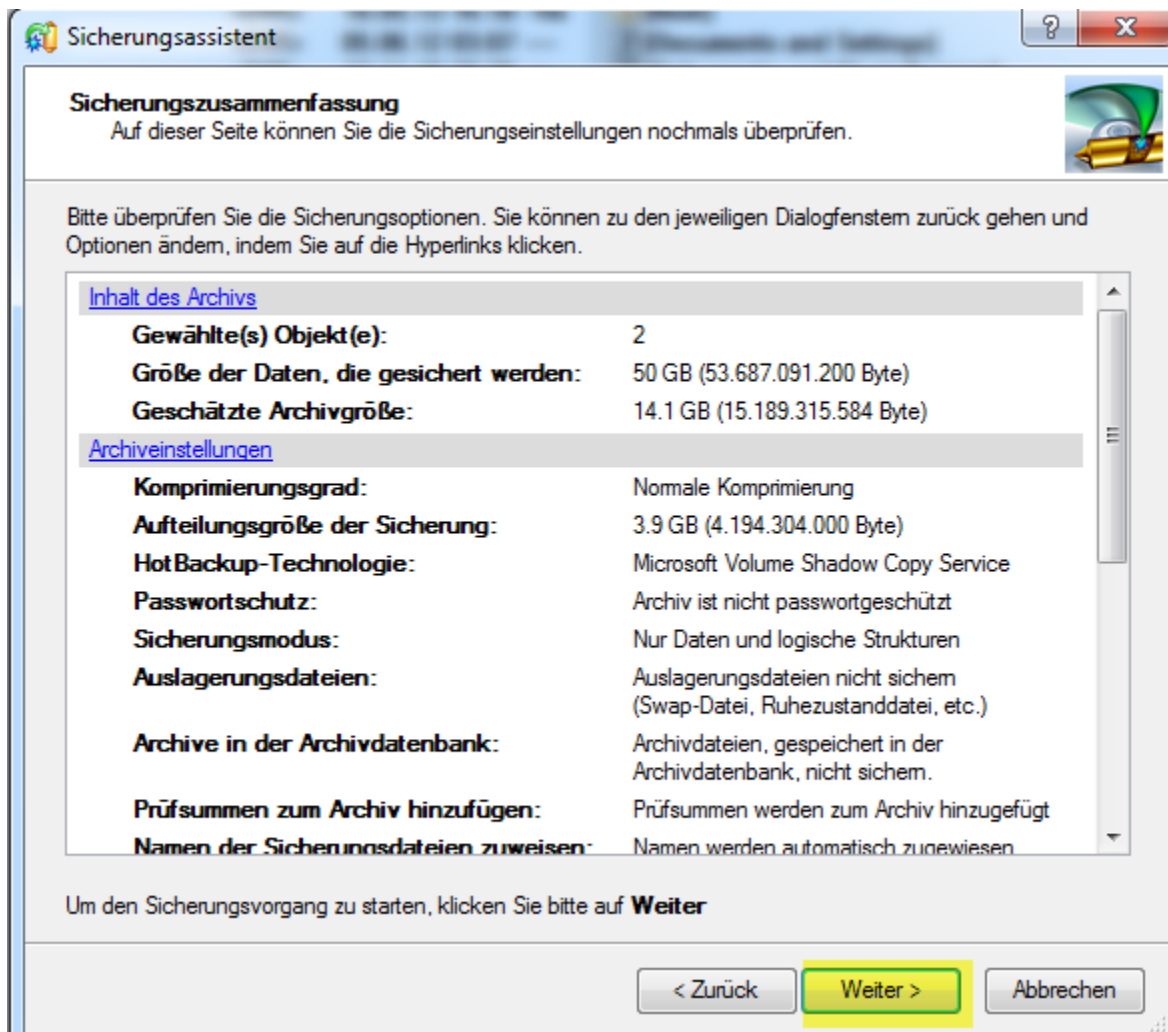 Sicherungsassistent
Sicherungszusammenfassung
Auf dieser Seite können Sie die Sicherungseinstellungen nochmals überprüfen.
Bitte überprüfen Sie die Sicherungsoptionen. Sie können zu den jeweiligen Dialogfenstern zurück gehen und
Optionen ändern, indem Sie auf die Hyperlinks klicken.
Inhalt des Archivs
Gewählte(s) Objekt(e): 2
Größe der Daten, die gesichert werden: 50 GB (53.687.091.200 Byte)
Geschätzte Archivgröße: 14.1 GB (15.189.315.584 Byte)
Archiveinstellungen
Komprimierungsgrad: Normale Komprimierung
Aufteilungsgröße der Sicherung: 3.9 GB (4.194.304.000 Byte)
HotBackup-Technologie: Microsoft Volume Shadow Copy Service
Passwortschutz: Archiv ist nicht passwortgeschützt
Sicherungsmodus: Nur Daten und logische Strukturen
Auslagerungsdateien: Auslagerungsdateien nicht sichern
(Swap-Datei, Ruhezustanddatei, etc.)
Archive in der Archivdatenbank: Archivdateien, gespeichert in der
Archivdatenbank, nicht sichern.
Prüfsummen zum Archiv hinzufügen: Prüfsummen werden zum Archiv hinzugefügt
Namen der Sicherungsdateien zuweisen: Namen werden automatisch zugewiesen
Um den Sicherungsvorgang zu starten, klicken Sie bitte auf Weiter
< Zurück Weiter > Abbrechen